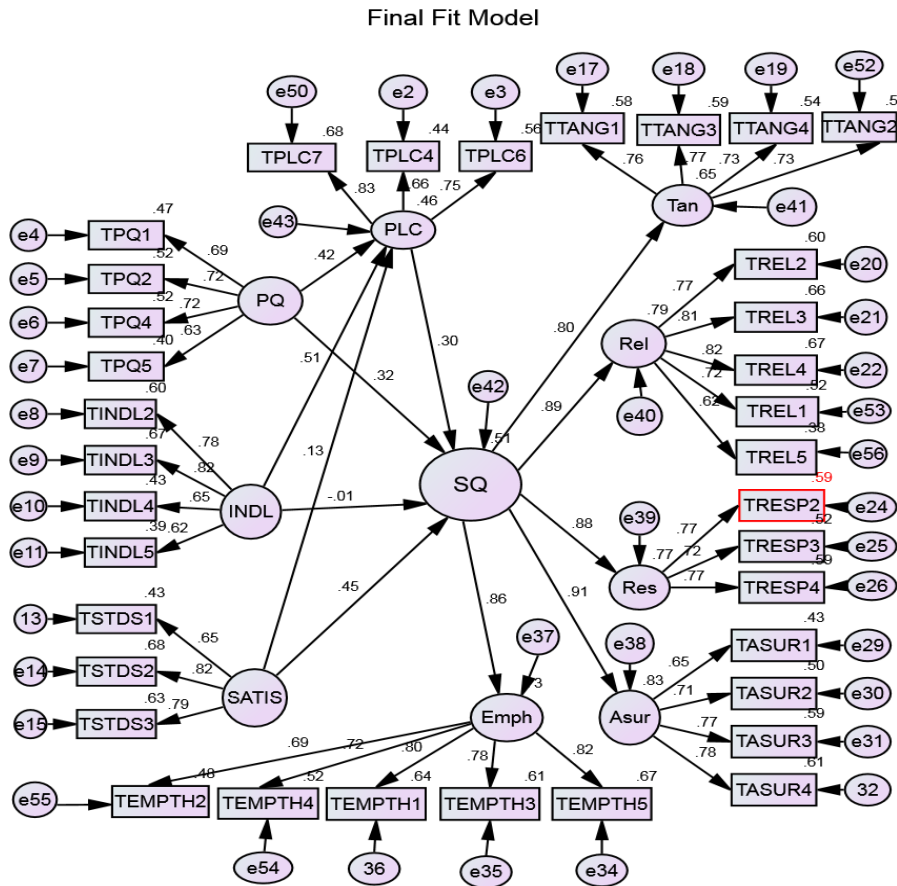 Final Fit Model
e50 e2 e3 e17 e18 e19 e52
.68 .44 .56 .58 .59 .54 .5
TPLC7 TPLC4 TPLC6 TTANG1 TTANG3 TTANG4 TTANG2
.83 .66 .75 .76 .77 .73 .73
.46 .65
e43 PLC Tan e41
e4 TPQ1 .47 .69
e5 TPQ2 .52 .72
e6 TPQ4 .52 .72
e7 TPQ5 .40 .63
PQ .42 .32
.51 .30 .80
e42
.51
SQ
.79 Rel e40 .89
.77 TREL2 .60 e20
.81 TREL3 .66 e21
.82 TREL4 .67 e22
.72 TREL1 .52 e53
.62 TREL5 .38 e56
e8 TINDL2 .60 .78
e9 TINDL3 .67 .82
e10 TINDL4 .43 .65
e11 TINDL5 .39 .62
INDL -.01
.13 .45
.88 e39 .77 Res
.77 TRESP2 .59 e24
.72 TRESP3 .52 e25
.77 TRESP4 .59 e26
13 TSTDS1 .43 .65
e14 TSTDS2 .68 .82
e15 TSTDS3 .63 .79
SATIS
.86 .91
e37 3 Emph
e38 .83 Asur
.65 TASUR1 .43 e29
.71 TASUR2 .50 e30
.77 TASUR3 .59 e31
.78 TASUR4 .61 32
.69 .72 .80 .78 .82
.48 .52 .64 .61 .67
e55 TEMPTH2 TEMPTH4 TEMPTH1 TEMPTH3 TEMPTH5
e54 36 e35 e34